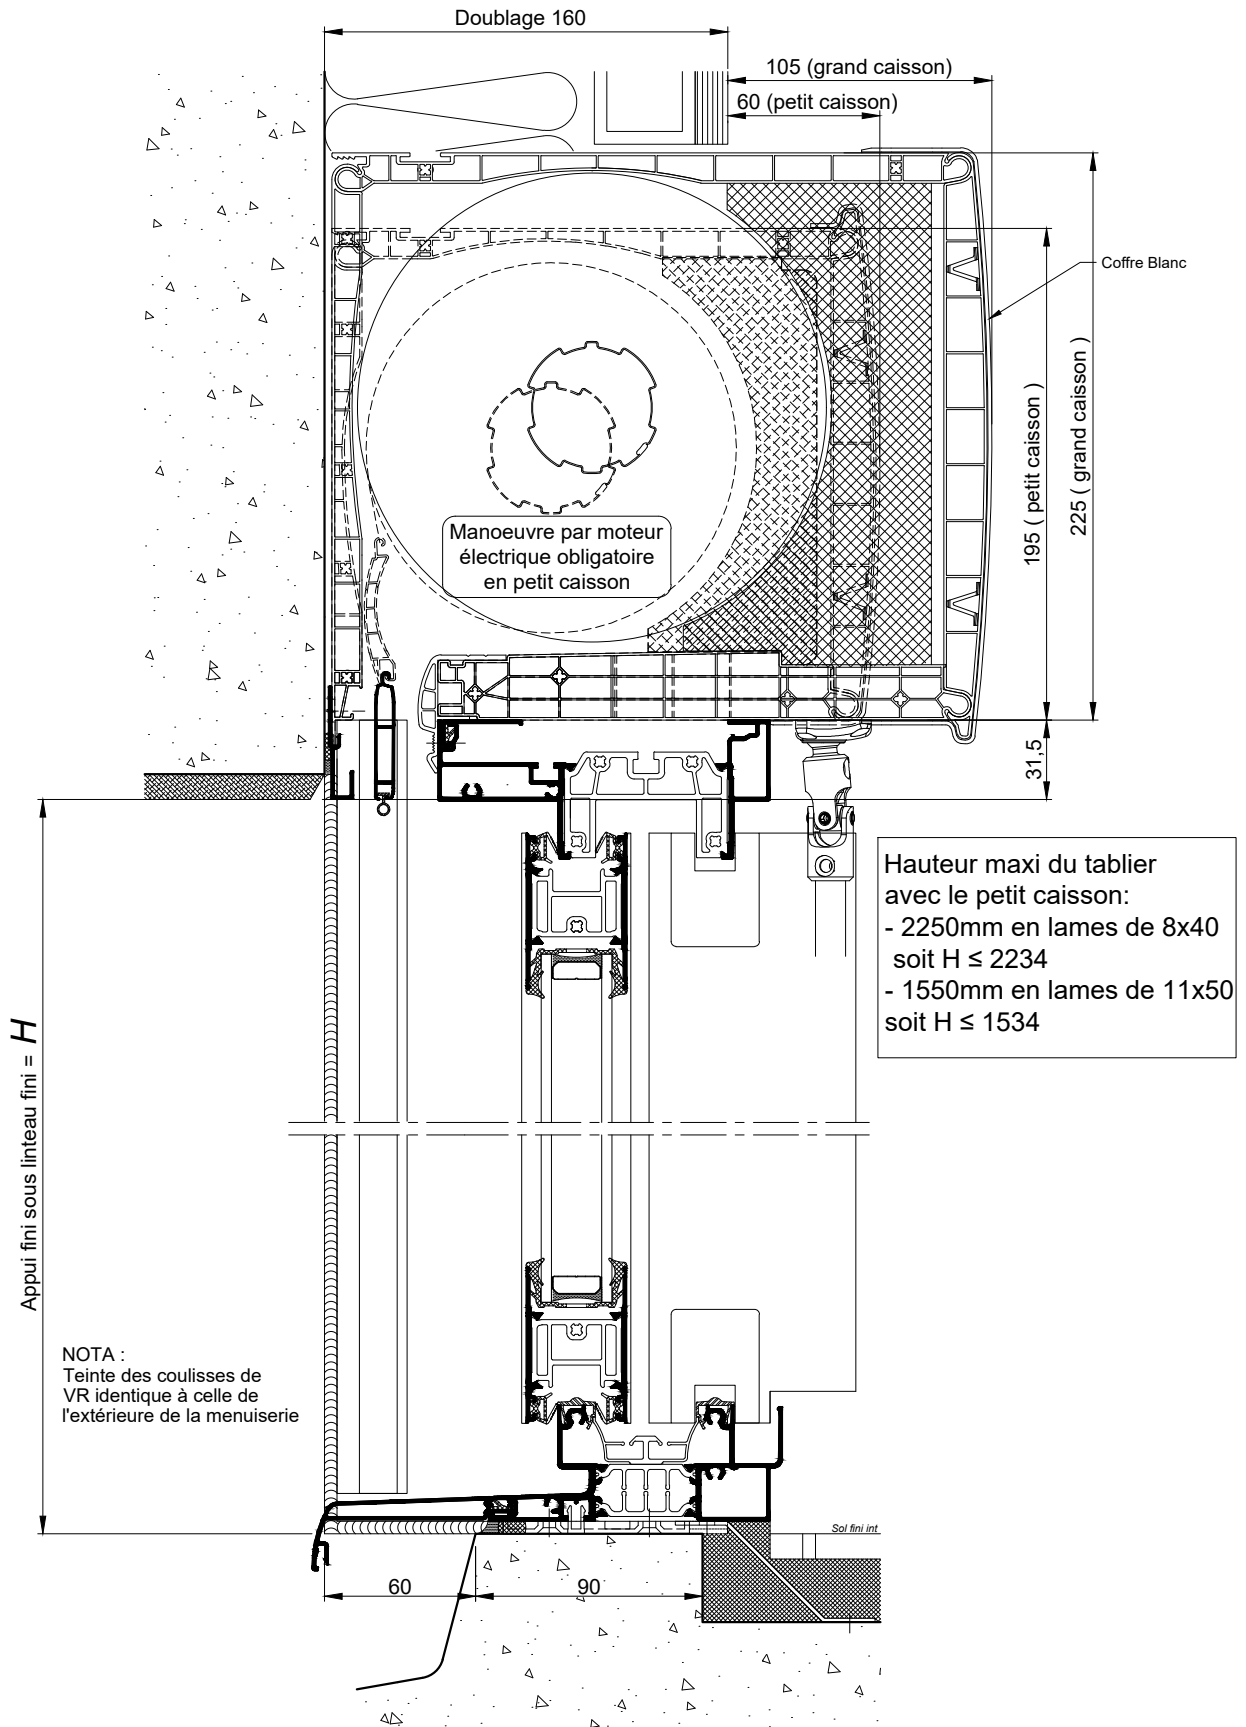 Doublage 160
105 (grand caisson)
60 (petit caisson)
Coffre Blanc
195 ( petit caisson )
225 ( grand caisson )
Manoeuvre par moteur
électrique obligatoire
en petit caisson
31,5
Hauteur maxi du tablier
avec le petit caisson:
- 2250mm en lames de 8x40
soit H ≤ 2234
- 1550mm en lames de 11x50
soit H ≤ 1534
Appui fini sous linteau fini = H
NOTA :
Teinte des coulisses de
VR identique à celle de
l'extérieure de la menuiserie
Sol fini int
60
90